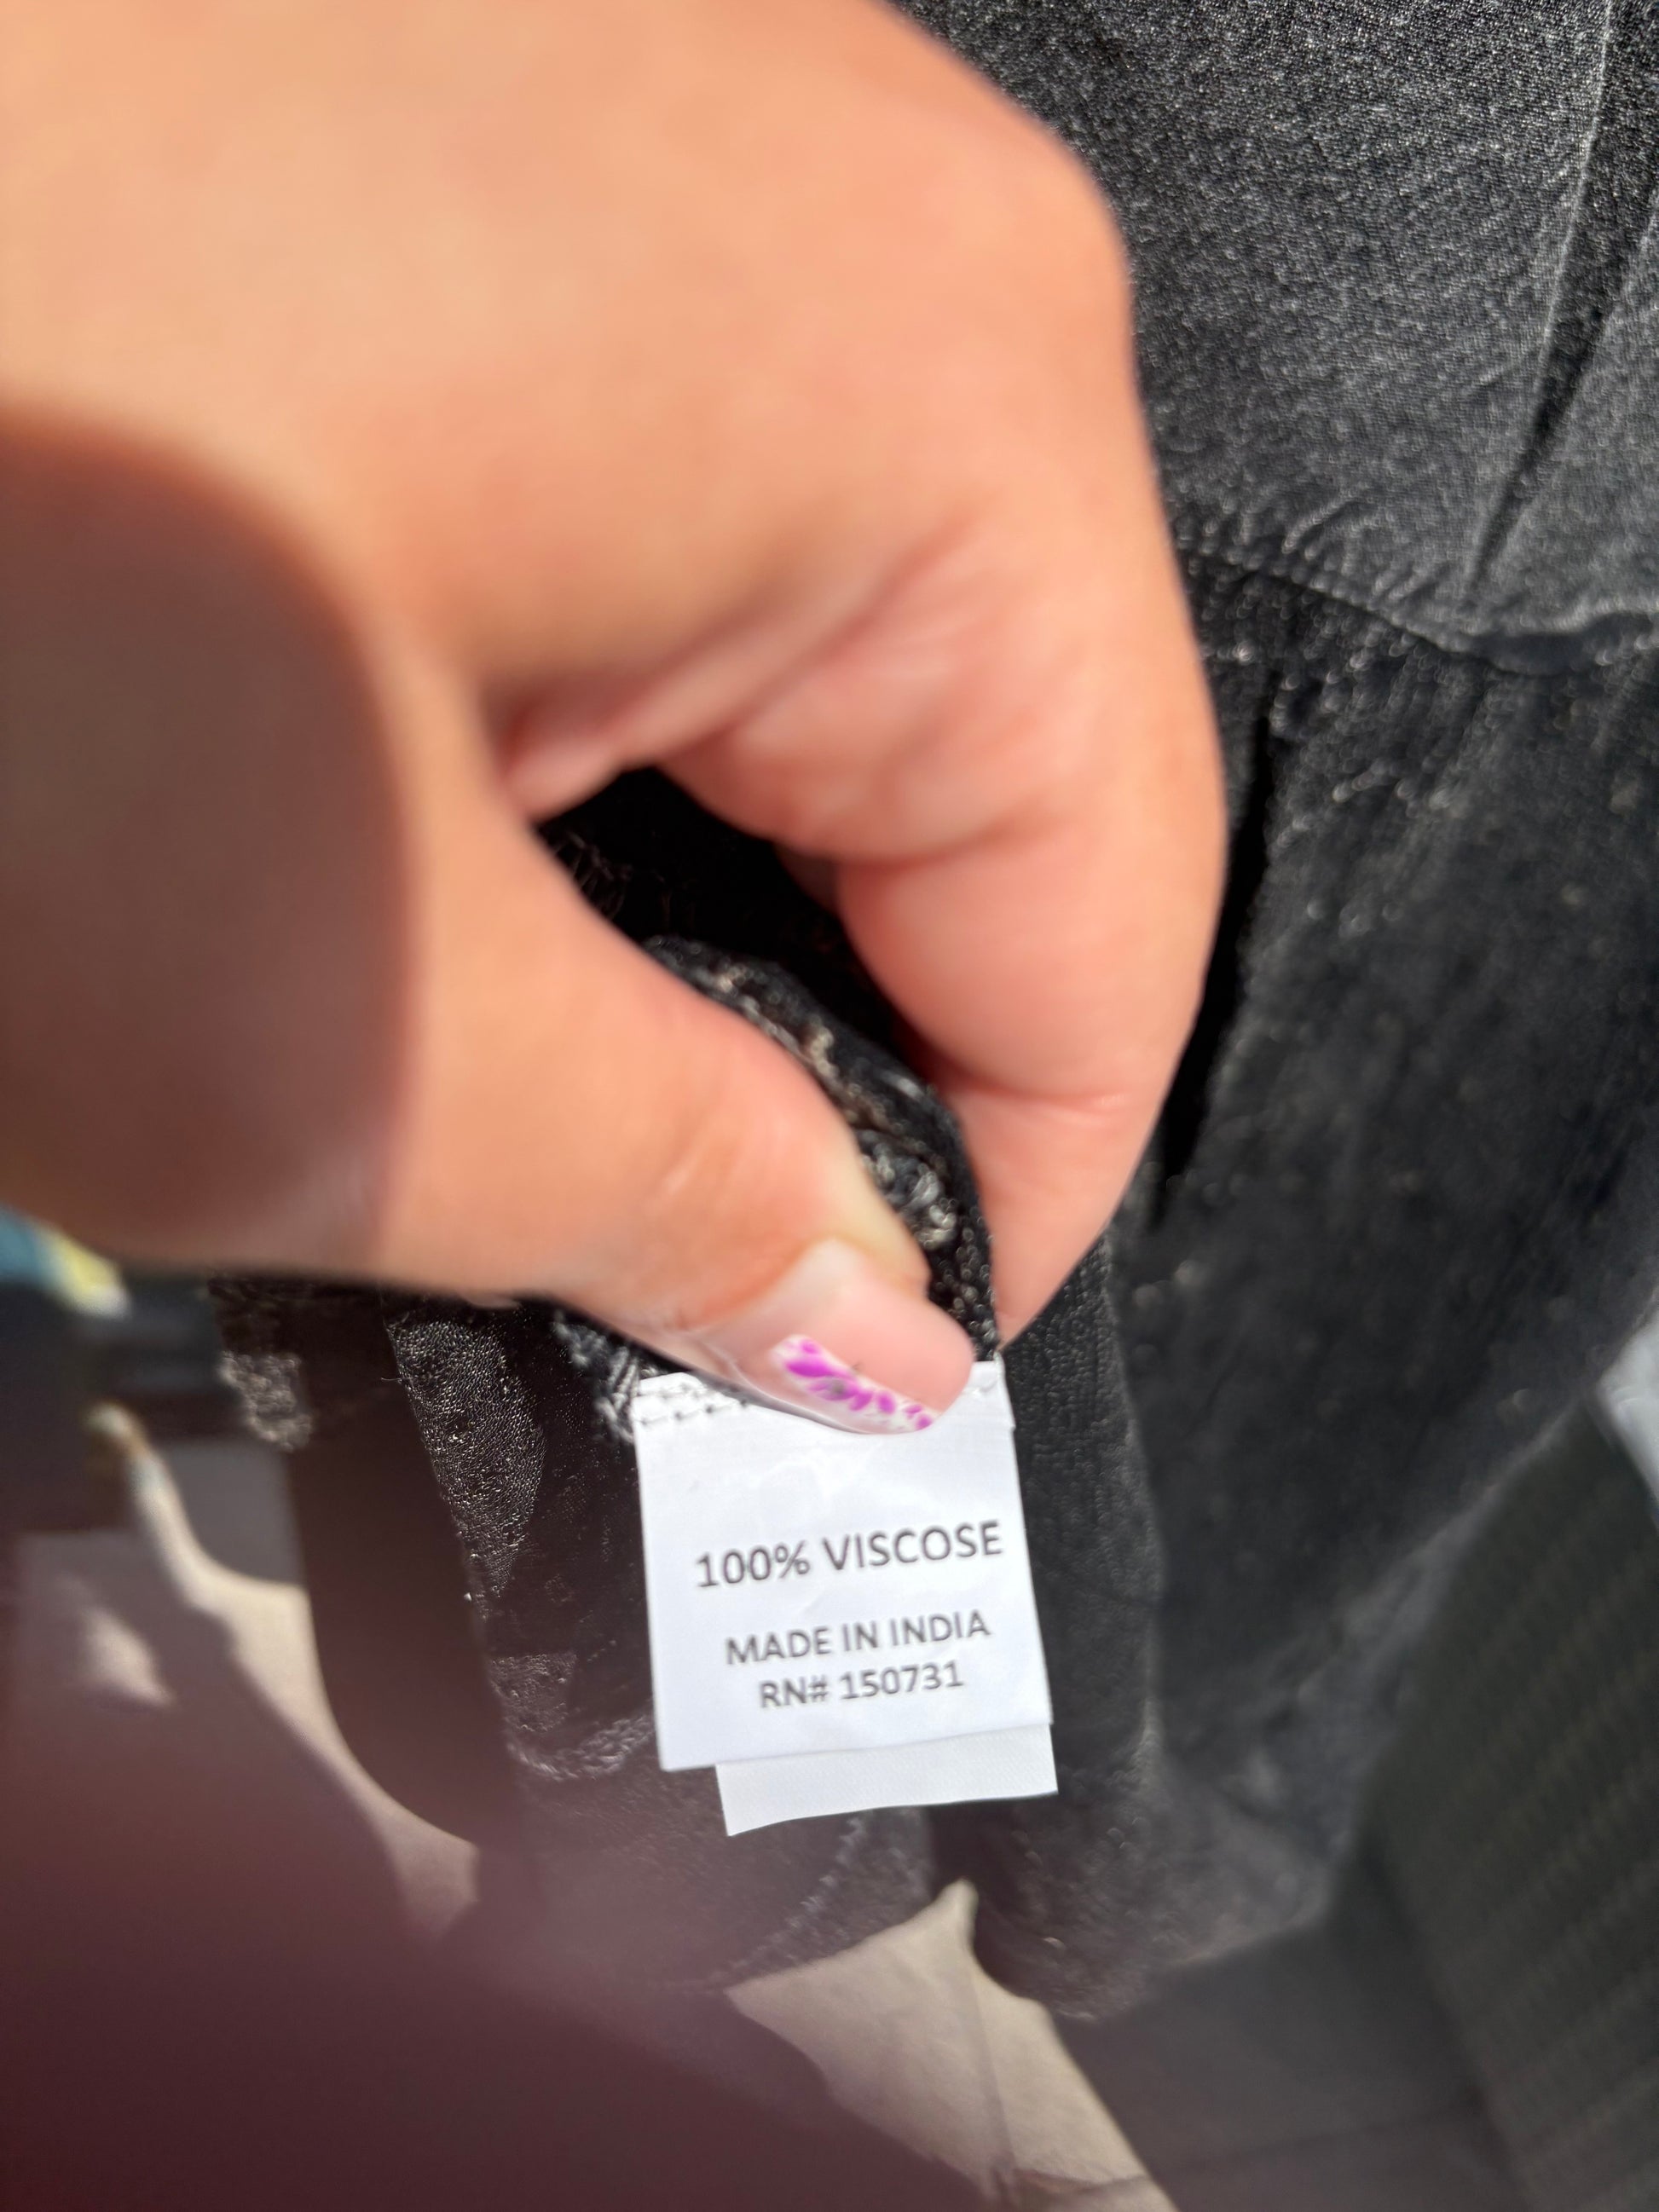 100% VISCOSE
MADE IN INDIA
RN# 150731